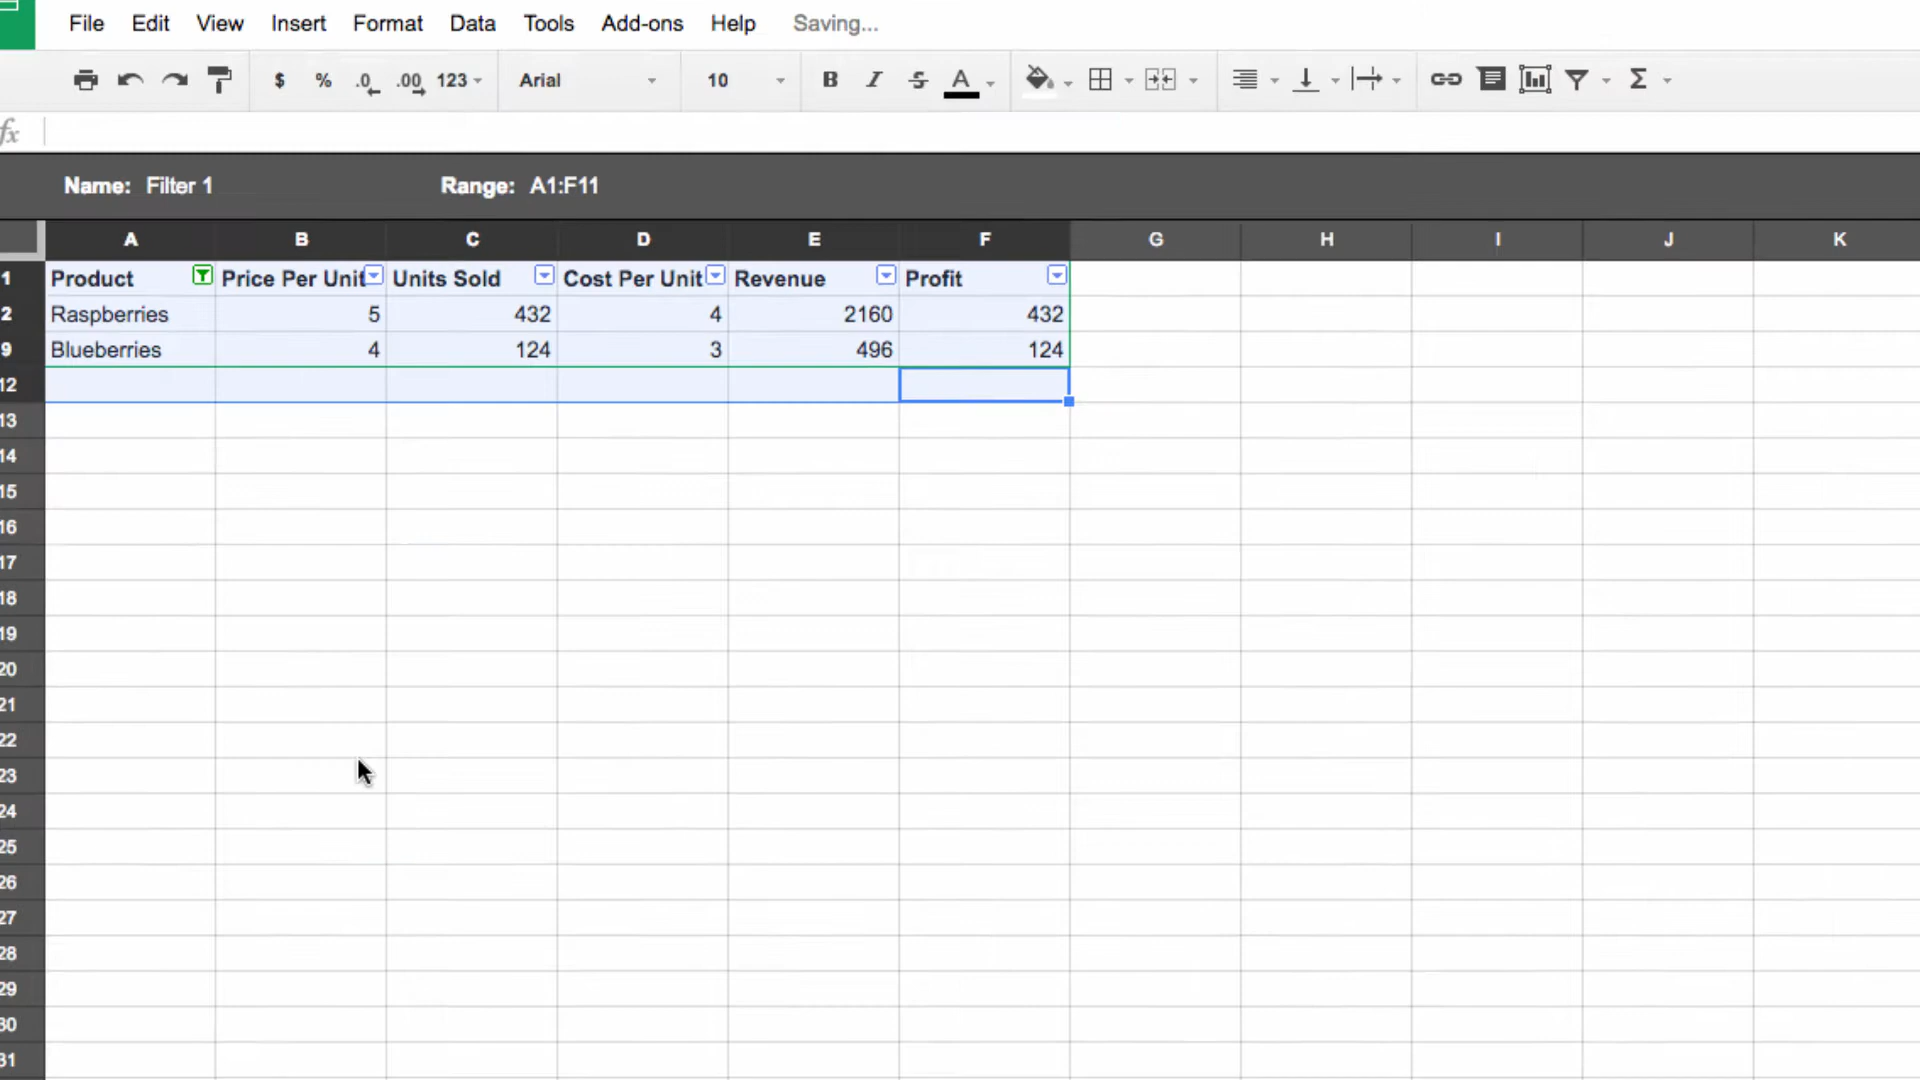 File Edit View Insert Format Data Tools Add-ons Help Saving...
$ % .0 .00 123 Arial 10 B I S A Σ
fx
Name: Filter 1 Range: A1:F11
A B C D E F G H I J K
1 Product Price Per Unit Units Sold Cost Per Unit Revenue Profit
2 Raspberries 5 432 4 2160 432
9 Blueberries 4 124 3 496 124
12
13
14
15
16
17
18
19
20
21
22
23
24
25
26
27
28
29
30
31